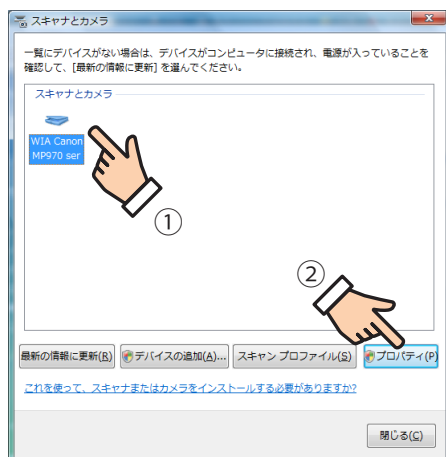 スキャナとカメラ
一覧にデバイスがない場合は、デバイスがコンピュータに接続され、電源が入っていることを
確認して、[最新の情報に更新] を選んでください。
スキャナとカメラ
WIA Canon
MP970 ser
①
②
最新の情報に更新(R) デバイスの追加(A)... スキャン プロファイル(S) プロパティ(P)
これを使って、スキャナまたはカメラをインストールする必要がありますか?
閉じる(C)